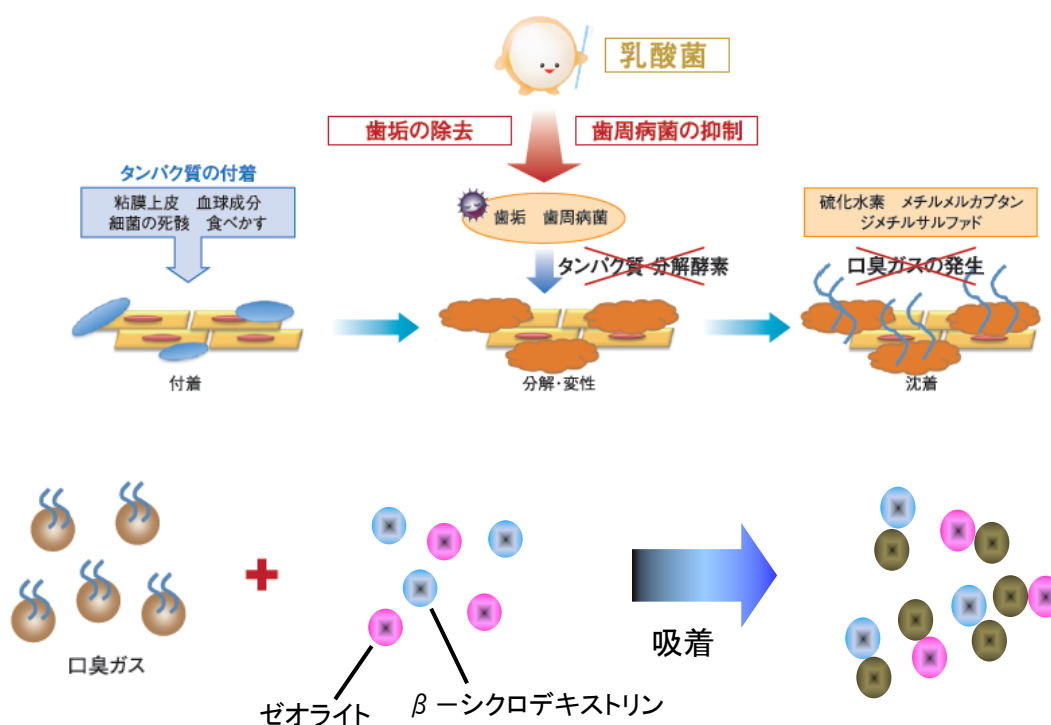 乳酸菌
歯垢の除去
歯周病菌の抑制
タンパク質の付着
粘膜上皮　血球成分
細菌の死骸　食べかす
歯垢　歯周病菌
硫化水素　メチルメルカプタン
ジメチルサルファド
タンパク質 分解酵素
口臭ガスの発生
付着
分解・変性
沈着
口臭ガス
吸着
ゼオライト
β－シクロデキストリン